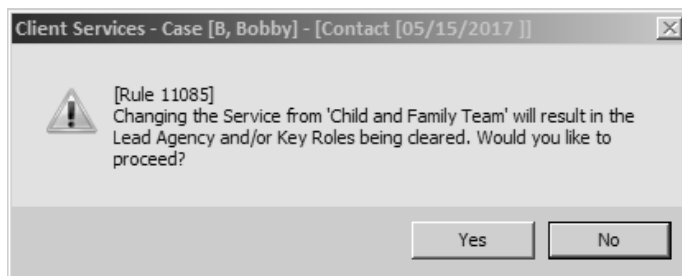 Client Services - Case [B, Bobby] - [Contact [05/15/2017 ]]
[Rule 11085]
Changing the Service from 'Child and Family Team' will result in the
Lead Agency and/or Key Roles being cleared. Would you like to
proceed?
Yes
No